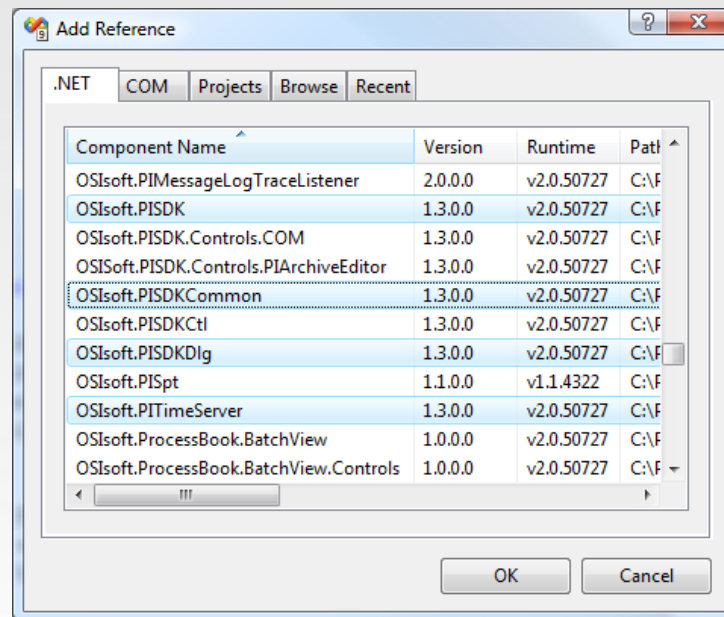 Add Reference
.NET COM Projects Browse Recent
Component Name Version Runtime
OSIsoft.PIMessageLogTraceListener 2.0.0.0 v2.0.50727
OSIsoft.PISDK 1.3.0.0 v2.0.50727
OSIsoft.PISDK.Controls.COM 1.3.0.0 v2.0.50727
OSISoft.PISDK.Controls.PIArchiveEditor 1.3.0.0 v2.0.50727
OSIsoft.PISDKCommon 1.3.0.0 v2.0.50727
OSIsoft.PISDKCtl 1.3.0.0 v2.0.50727
OSIsoft.PISDKDlg 1.3.0.0 v2.0.50727
OSIsoft.PISpt 1.1.0.0 v1.1.4322
OSIsoft.PITimeServer 1.3.0.0 v2.0.50727
OSIsoft.ProcessBook.BatchView 1.0.0.0 v2.0.50727
OSIsoft.ProcessBook.BatchView.Controls 1.0.0.0 v2.0.50727
OK Cancel